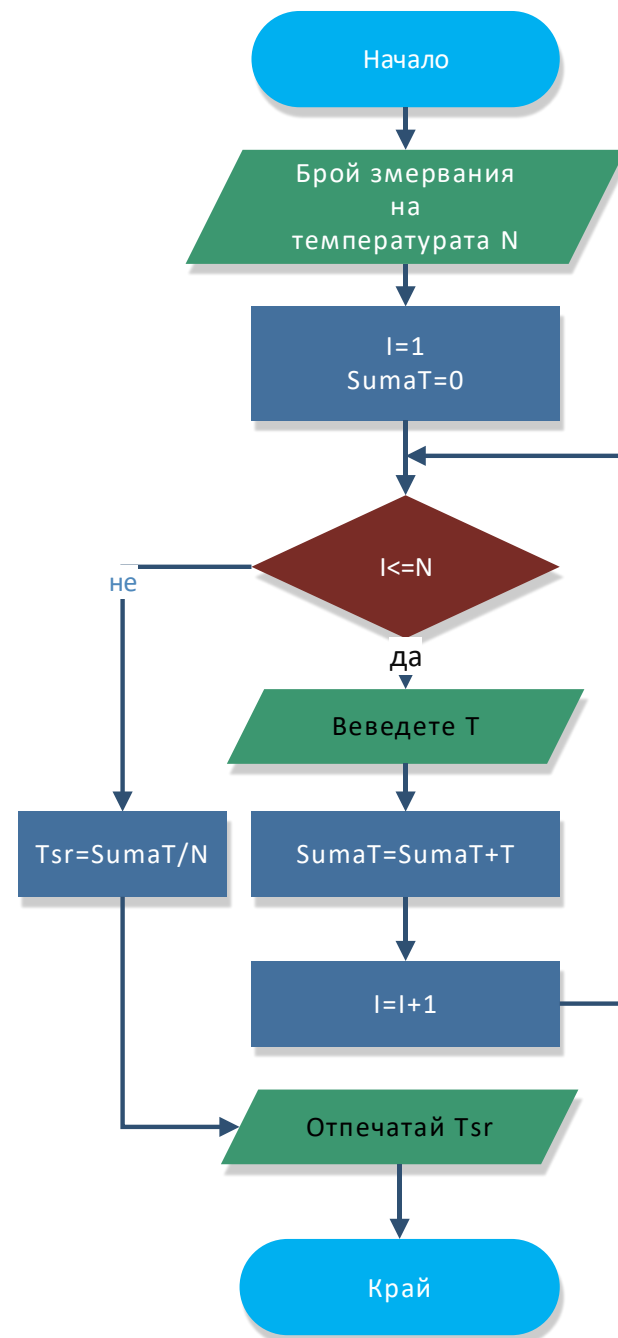 Начало
Брой змервания
на
температурата N
I=1
SumaT=0
I<=N
не
да
Веведете T
Tsr=SumaT/N
SumaT=SumaT+T
I=I+1
Отпечатай Tsr
Край